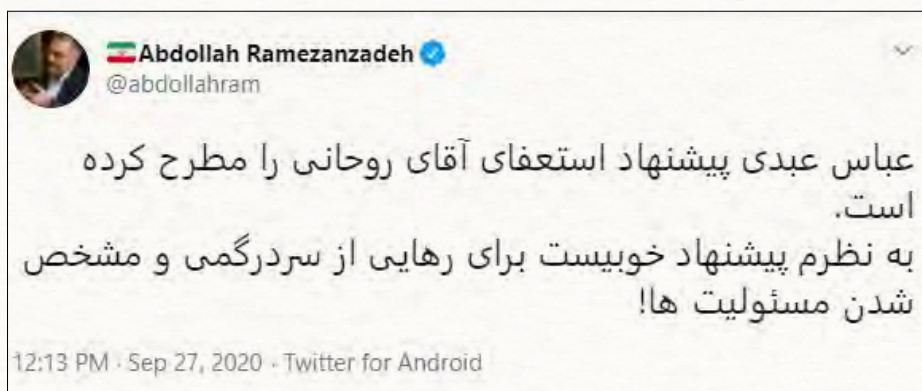 Abdollah Ramezanzadeh
@abdollahram
عباس عبدی پیشنهاد استعفای آقای روحانی را مطرح کرده
است.
به نظرم پیشنهاد خوبیست برای رهایی از سردرگمی و مشخص
شدن مسئولیت ها!
12:13 PM · Sep 27, 2020 · Twitter for Android